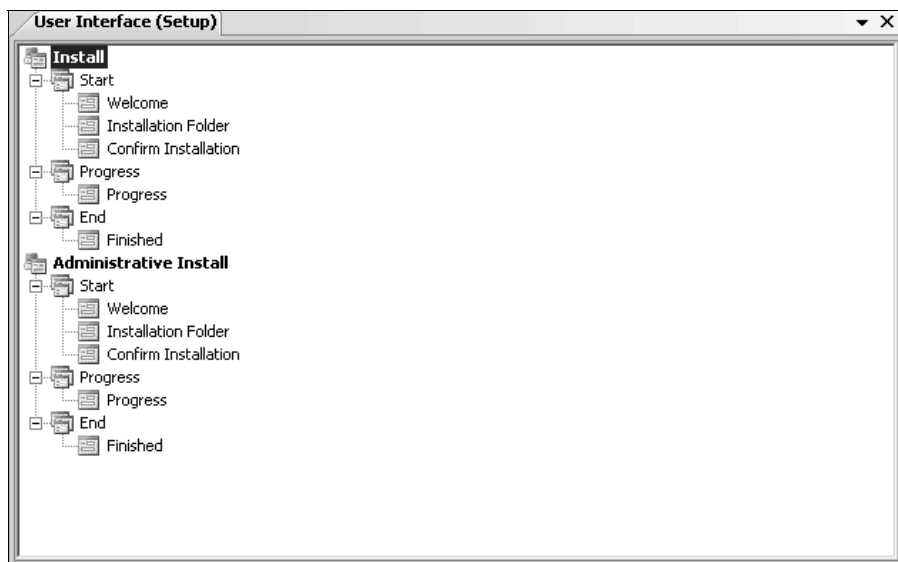 User Interface (Setup)
Install
Start
Welcome
Installation Folder
Confirm Installation
Progress
Progress
End
Finished
Administrative Install
Start
Welcome
Installation Folder
Confirm Installation
Progress
Progress
End
Finished